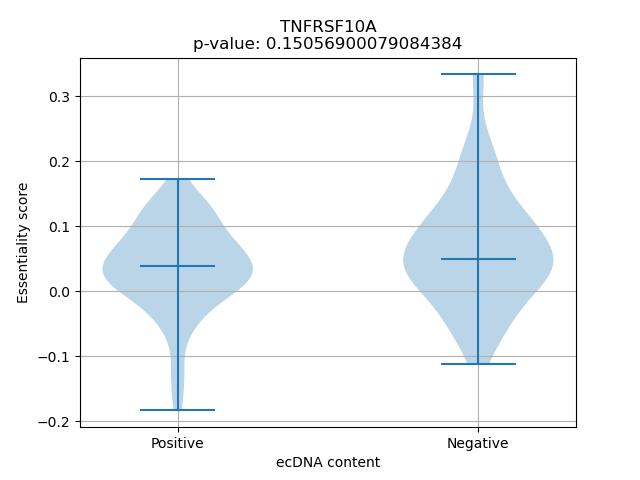 TNFRSF10A
p-value: 0.15056900079084384
0.3
0.2
0.1
0.0
−0.1
−0.2
Essentiality score
Positive
Negative
ecDNA content